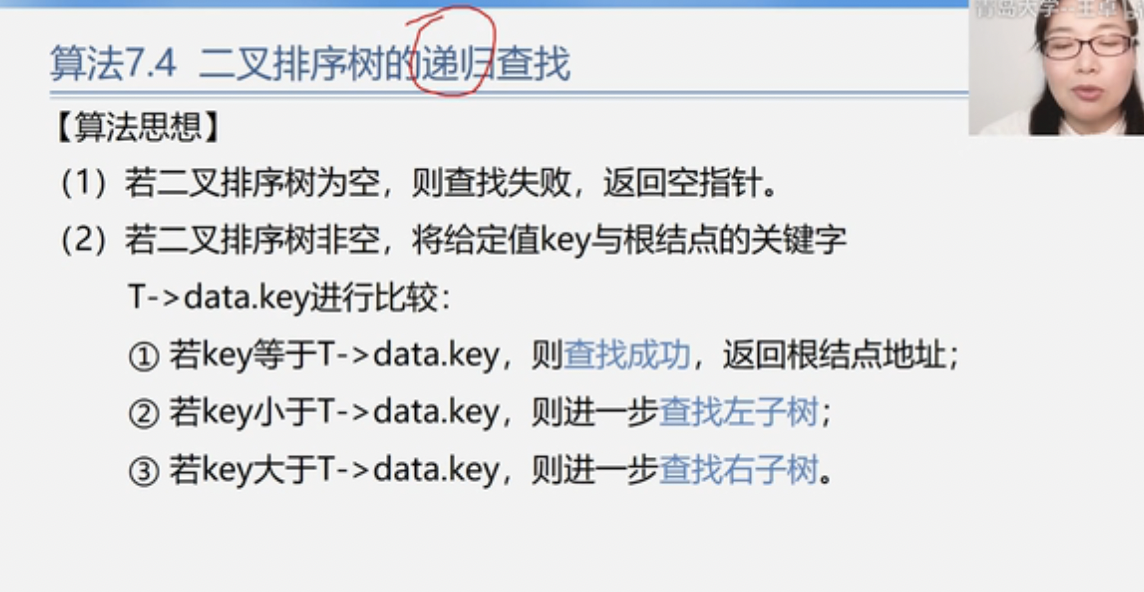 青岛大学--王卓
算法7.4 二叉排序树的递归查找
【算法思想】
（1）若二叉排序树为空，则查找失败，返回空指针。
（2）若二叉排序树非空，将给定值key与根结点的关键字
T->data.key进行比较：
① 若key等于T->data.key，则查找成功，返回根结点地址；
② 若key小于T->data.key，则进一步查找左子树；
③ 若key大于T->data.key，则进一步查找右子树。